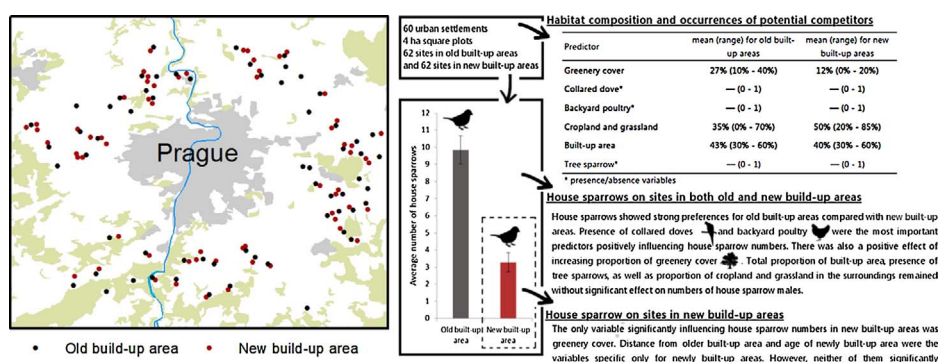 Prague
Old build-up area
New build-up area
60 urban settlements
4 ha square plots
62 sites in old built-up areas
and 62 sites in new built-up areas
Average number of house sparrows
12
11
10
9
8
7
6
5
4
3
2
1
0
Old built-up area
New built-up area
Habitat composition and occurrences of potential competitors
Predictor mean (range) for old built-up areas mean (range) for new built-up areas
Greenery cover 27% (10% - 40%) 12% (0% - 20%)
Collared dove* — (0 - 1) — (0 - 1)
Backyard poultry* — (0 - 1) — (0 - 1)
Cropland and grassland 35% (0% - 70%) 50% (20% - 85%)
Built-up area 43% (30% - 60%) 40% (30% - 60%)
Tree sparrow* — (0 - 1) — (0 - 1)
* presence/absence variables
House sparrows on sites in both old and new build-up areas
House sparrows showed strong preferences for old built-up areas compared with new built-up
areas. Presence of collared doves and backyard poultry were the most important
predictors positively influencing house sparrow numbers. There was also a positive effect of
increasing proportion of greenery cover . Total proportion of built-up area, presence of
tree sparrows, as well as proportion of cropland and grassland in the surroundings remained
without significant effect on numbers of house sparrow males.
House sparrow on sites in new build-up areas
The only variable significantly influencing house sparrow numbers in new built-up areas was
greenery cover. Distance from older built-up area and age of newly built-up area were the
variables specific only for newly built-up areas. However, neither of them significantly